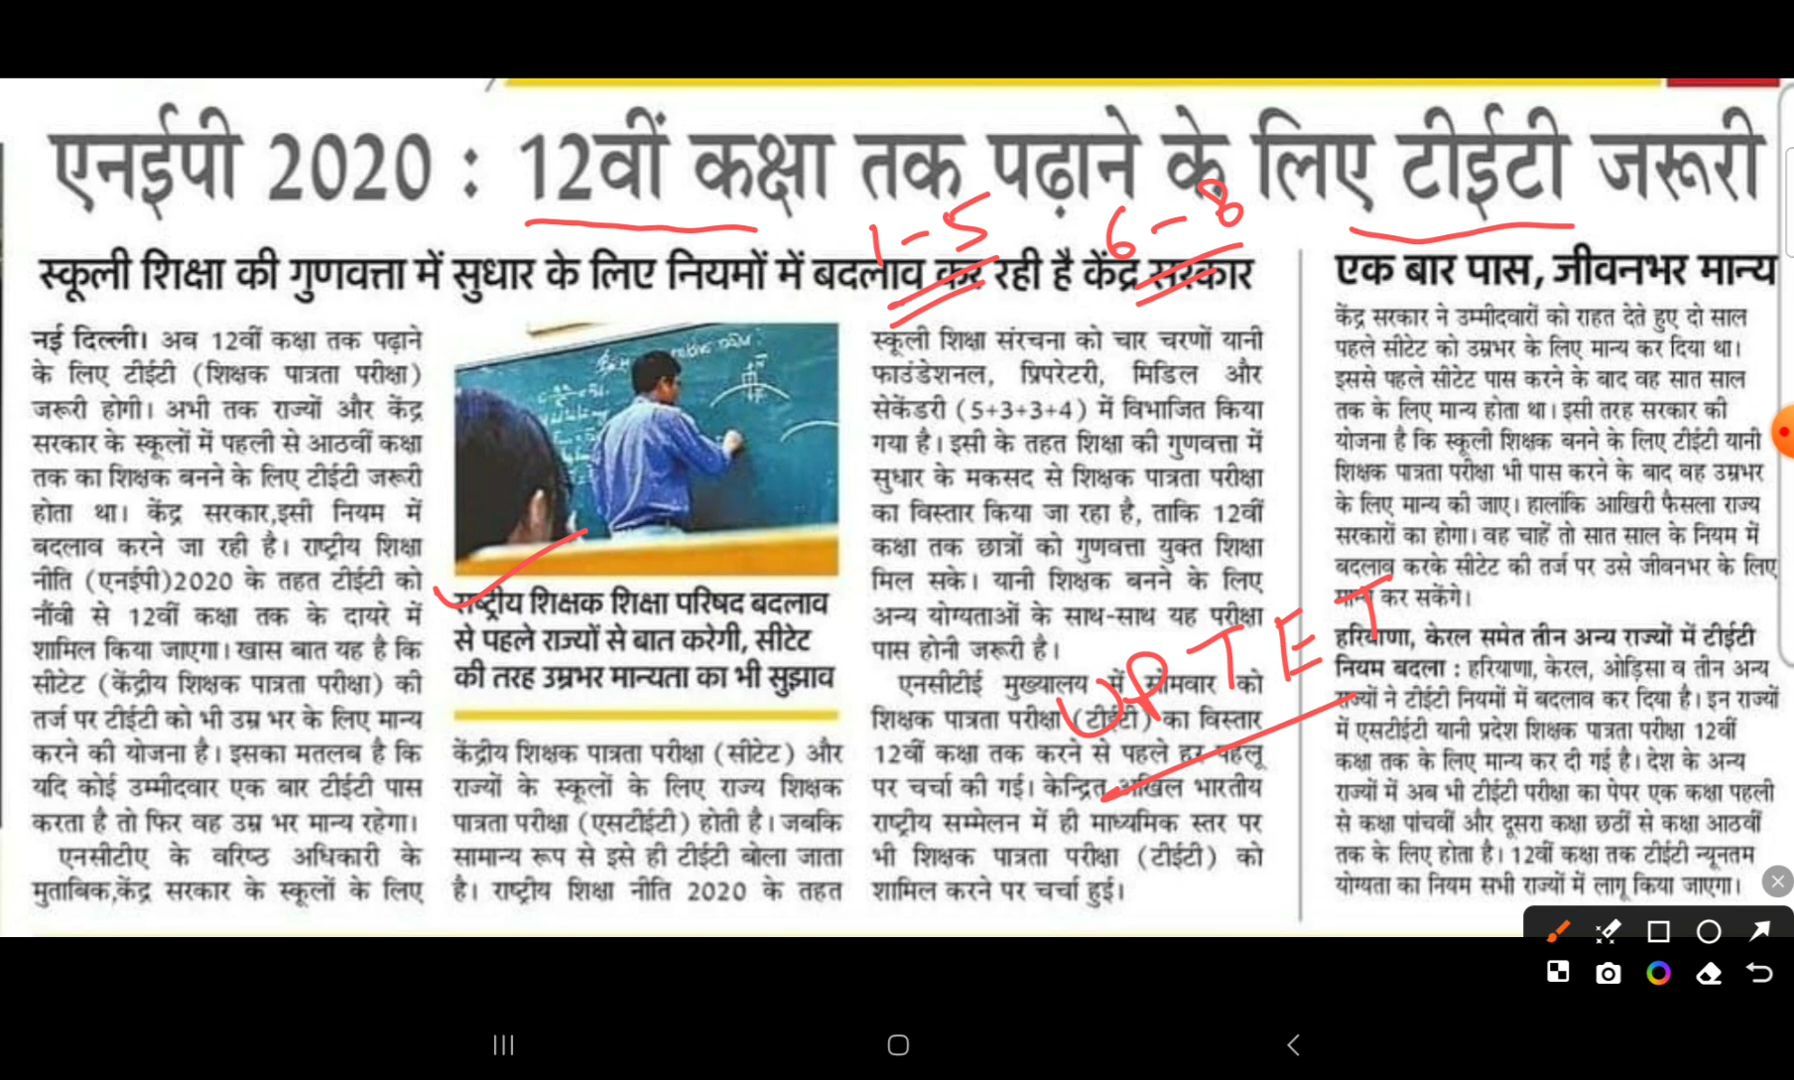 एनईपी 2020 : 12वीं कक्षा तक पढ़ाने के लिए टीईटी जरूरी
1-5
6-8
स्कूली शिक्षा की गुणवत्ता में सुधार के लिए नियमों में बदलाव कर रही है केंद्र सरकार
नई दिल्ली। अब 12वीं कक्षा तक पढ़ाने
के लिए टीईटी (शिक्षक पात्रता परीक्षा)
जरूरी होगी। अभी तक राज्यों और केंद्र
सरकार के स्कूलों में पहली से आठवीं कक्षा
तक का शिक्षक बनने के लिए टीईटी जरूरी
होता था। केंद्र सरकार,इसी नियम में
बदलाव करने जा रही है। राष्ट्रीय शिक्षा
नीति (एनईपी)2020 के तहत टीईटी को
नौंवी से 12वीं कक्षा तक के दायरे में
शामिल किया जाएगा। खास बात यह है कि
सीटेट (केंद्रीय शिक्षक पात्रता परीक्षा) की
तर्ज पर टीईटी को भी उम्र भर के लिए मान्य
करने की योजना है। इसका मतलब है कि
यदि कोई उम्मीदवार एक बार टीईटी पास
करता है तो फिर वह उम्र भर मान्य रहेगा।
एनसीटीए के वरिष्ठ अधिकारी के
मुताबिक,केंद्र सरकार के स्कूलों के लिए
राष्ट्रीय शिक्षक शिक्षा परिषद बदलाव
से पहले राज्यों से बात करेगी, सीटेट
की तरह उम्रभर मान्यता का भी सुझाव
केंद्रीय शिक्षक पात्रता परीक्षा (सीटेट) और
राज्यों के स्कूलों के लिए राज्य शिक्षक
पात्रता परीक्षा (एसटीईटी) होती है। जबकि
सामान्य रूप से इसे ही टीईटी बोला जाता
है। राष्ट्रीय शिक्षा नीति 2020 के तहत
स्कूली शिक्षा संरचना को चार चरणों यानी
फाउंडेशनल, प्रिपरेटरी, मिडिल और
सेकेंडरी (5+3+3+4) में विभाजित किया
गया है। इसी के तहत शिक्षा की गुणवत्ता में
सुधार के मकसद से शिक्षक पात्रता परीक्षा
का विस्तार किया जा रहा है, ताकि 12वीं
कक्षा तक छात्रों को गुणवत्ता युक्त शिक्षा
मिल सके। यानी शिक्षक बनने के लिए
अन्य योग्यताओं के साथ-साथ यह परीक्षा
पास होनी जरूरी है।
एनसीटीई मुख्यालय में सोमवार को
शिक्षक पात्रता परीक्षा (टीईटी) का विस्तार
12वीं कक्षा तक करने से पहले हर पहलू
पर चर्चा की गई। केन्द्रित अखिल भारतीय
राष्ट्रीय सम्मेलन में ही माध्यमिक स्तर पर
भी शिक्षक पात्रता परीक्षा (टीईटी) को
शामिल करने पर चर्चा हुई।
UPTET
एक बार पास, जीवनभर मान्य
केंद्र सरकार ने उम्मीदवारों को राहत देते हुए दो साल
पहले सीटेट को उम्रभर के लिए मान्य कर दिया था।
इससे पहले सीटेट पास करने के बाद वह सात साल
तक के लिए मान्य होता था। इसी तरह सरकार की
योजना है कि स्कूली शिक्षक बनने के लिए टीईटी यानी
शिक्षक पात्रता परीक्षा भी पास करने के बाद वह उम्रभर
के लिए मान्य की जाए। हालांकि आखिरी फैसला राज्य
सरकारों का होगा। वह चाहें तो सात साल के नियम में
बदलाव करके सीटेट की तर्ज पर उसे जीवनभर के लिए
मान्य कर सकेंगे।
हरियाणा, केरल समेत तीन अन्य राज्यों में टीईटी
नियम बदला : हरियाणा, केरल, ओड़िसा व तीन अन्य
राज्यों ने टीईटी नियमों में बदलाव कर दिया है। इन राज्यों
में एसटीईटी यानी प्रदेश शिक्षक पात्रता परीक्षा 12वीं
कक्षा तक के लिए मान्य कर दी गई है। देश के अन्य
राज्यों में अब भी टीईटी परीक्षा का पेपर एक कक्षा पहली
से कक्षा पांचवीं और दूसरा कक्षा छठीं से कक्षा आठवीं
तक के लिए होता है। 12वीं कक्षा तक टीईटी न्यूनतम
योग्यता का नियम सभी राज्यों में लागू किया जाएगा।